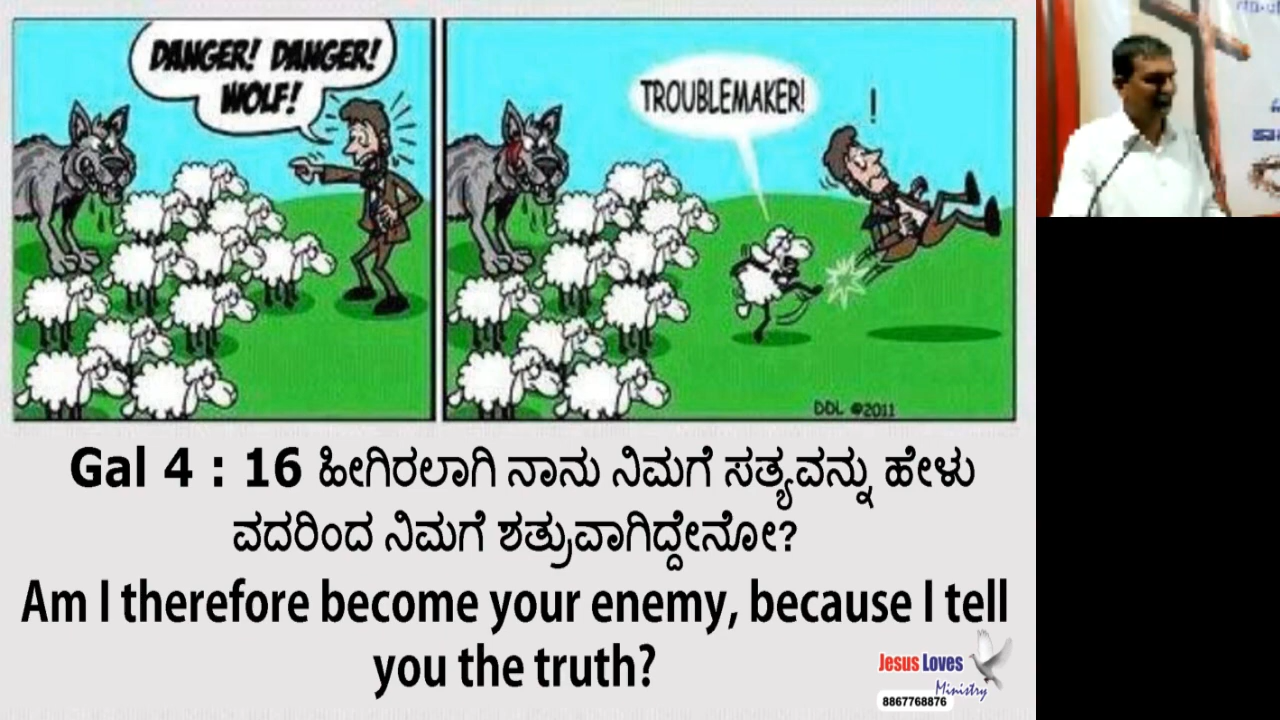 DANGER! DANGER!
WOLF!
TROUBLEMAKER!
!
DDL ©2011
Gal 4 : 16 ಹೀಗಿರಲಾಗಿ ನಾನು ನಿಮಗೆ ಸತ್ಯವನ್ನು ಹೇಳು
ವದರಿಂದ ನಿಮಗೆ ಶತ್ರುವಾಗಿದ್ದೇನೋ?
Am I therefore become your enemy, because I tell
you the truth?
Jesus Loves
Ministry
8867768876